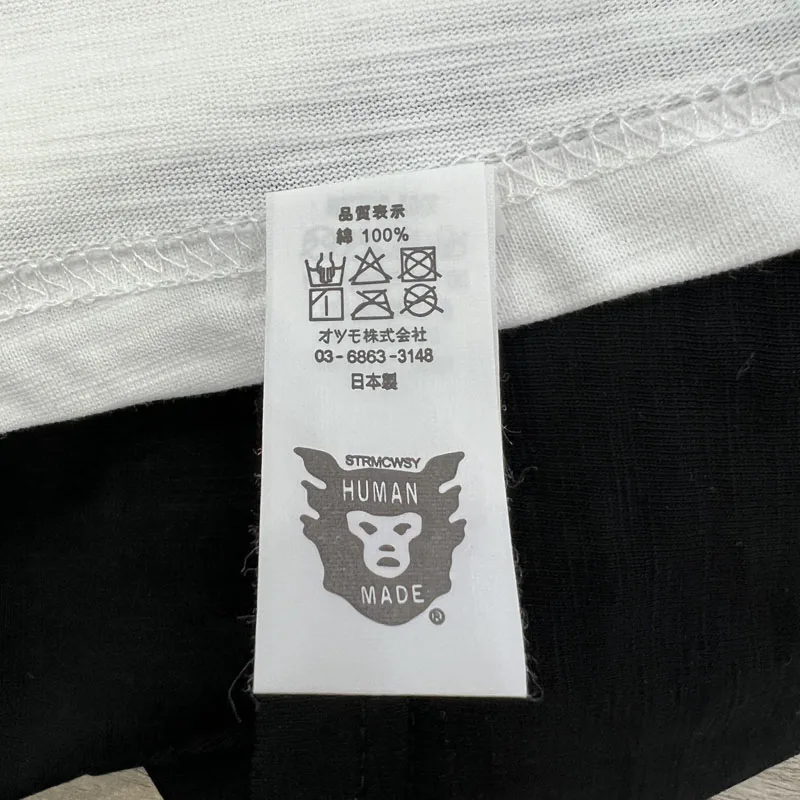 品質表示
綿 100%
オツモ株式会社
03-6863-3148
日本製
STRMCWSY
HUMAN
MADE
®